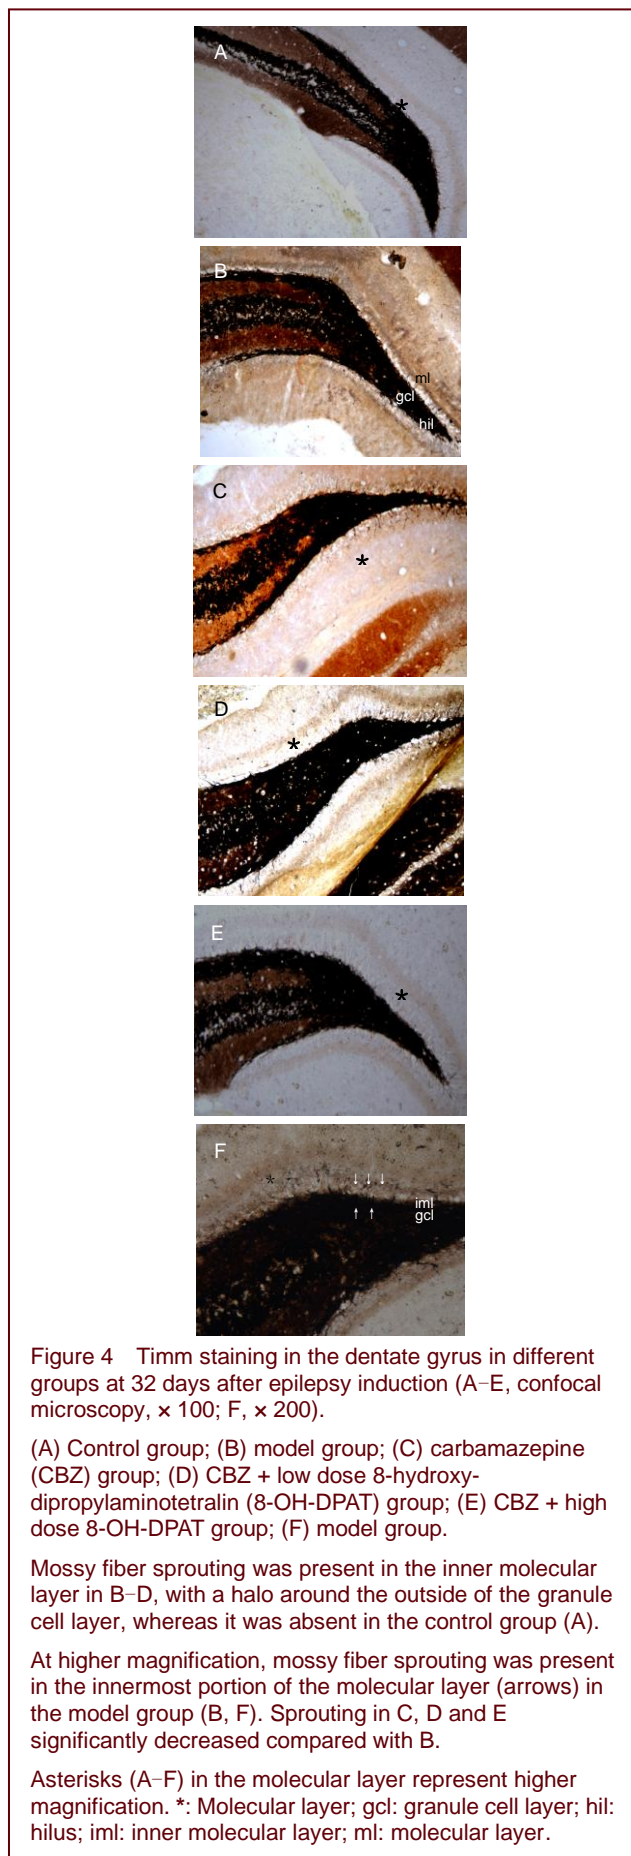 A
*
B
ml
gcl
hil
C
*
D
*
E
*
F
*
↓ ↓ ↓
iml
↑ ↑
gcl
Figure 4 Timm staining in the dentate gyrus in different
groups at 32 days after epilepsy induction (A–E, confocal
microscopy, × 100; F, × 200).
(A) Control group; (B) model group; (C) carbamazepine
(CBZ) group; (D) CBZ + low dose 8-hydroxy-
dipropylaminotetralin (8-OH-DPAT) group; (E) CBZ + high
dose 8-OH-DPAT group; (F) model group.
Mossy fiber sprouting was present in the inner molecular
layer in B–D, with a halo around the outside of the granule
cell layer, whereas it was absent in the control group (A).
At higher magnification, mossy fiber sprouting was present
in the innermost portion of the molecular layer (arrows) in
the model group (B, F). Sprouting in C, D and E
significantly decreased compared with B.
Asterisks (A–F) in the molecular layer represent higher
magnification. *: Molecular layer; gcl: granule cell layer; hil:
hilus; iml: inner molecular layer; ml: molecular layer.